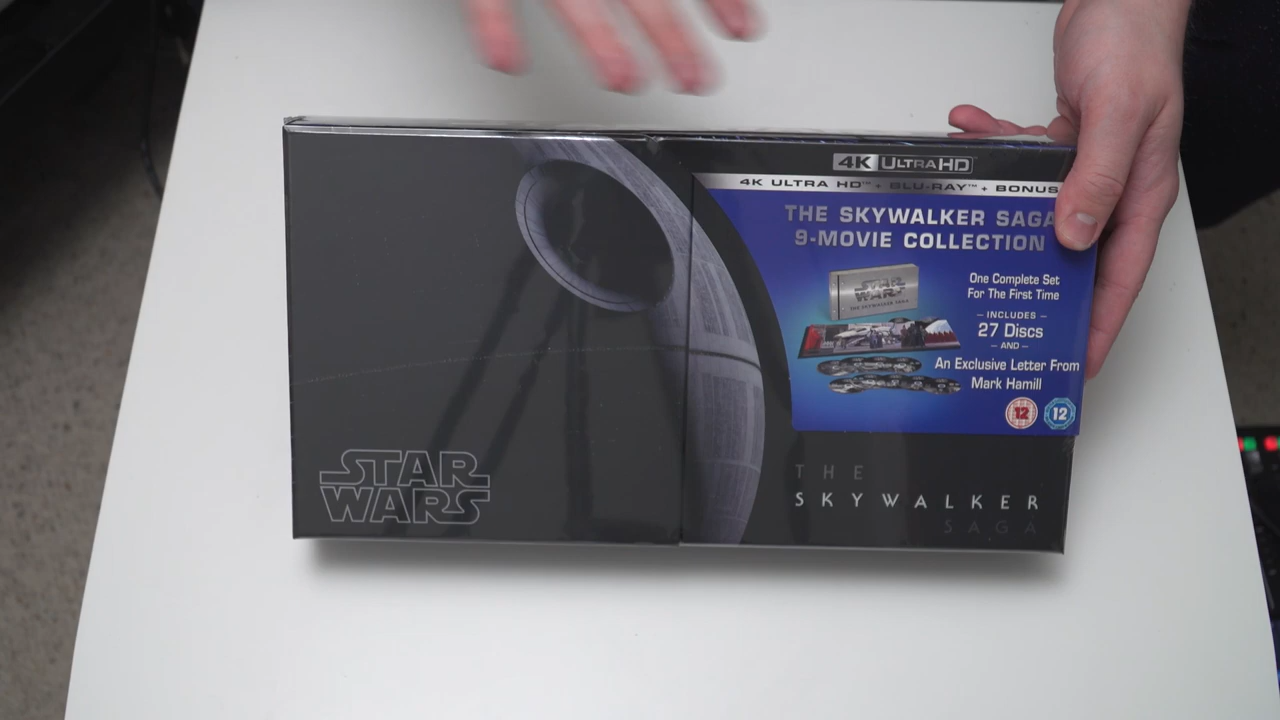 4K ULTRA HD
4K ULTRA HD™ + BLU-RAY™ + BONUS
THE SKYWALKER SAGA
9-MOVIE COLLECTION
STAR
WARS
THE SKYWALKER SAGA
One Complete Set
For The First Time
– INCLUDES –
27 Discs
– AND –
An Exclusive Letter From
Mark Hamill
12 12
STAR
WARS
THE
SKYWALKER
SAGA